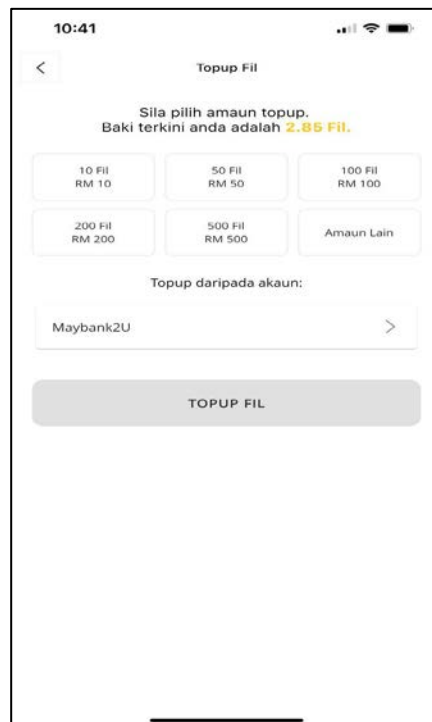 10:41
Topup Fil
Sila pilih amaun topup.
Baki terkini anda adalah 2.85 Fil.
10 Fil
RM 10
50 Fil
RM 50
100 Fil
RM 100
200 Fil
RM 200
500 Fil
RM 500
Amaun Lain
Topup daripada akaun:
Maybank2U
TOPUP FIL